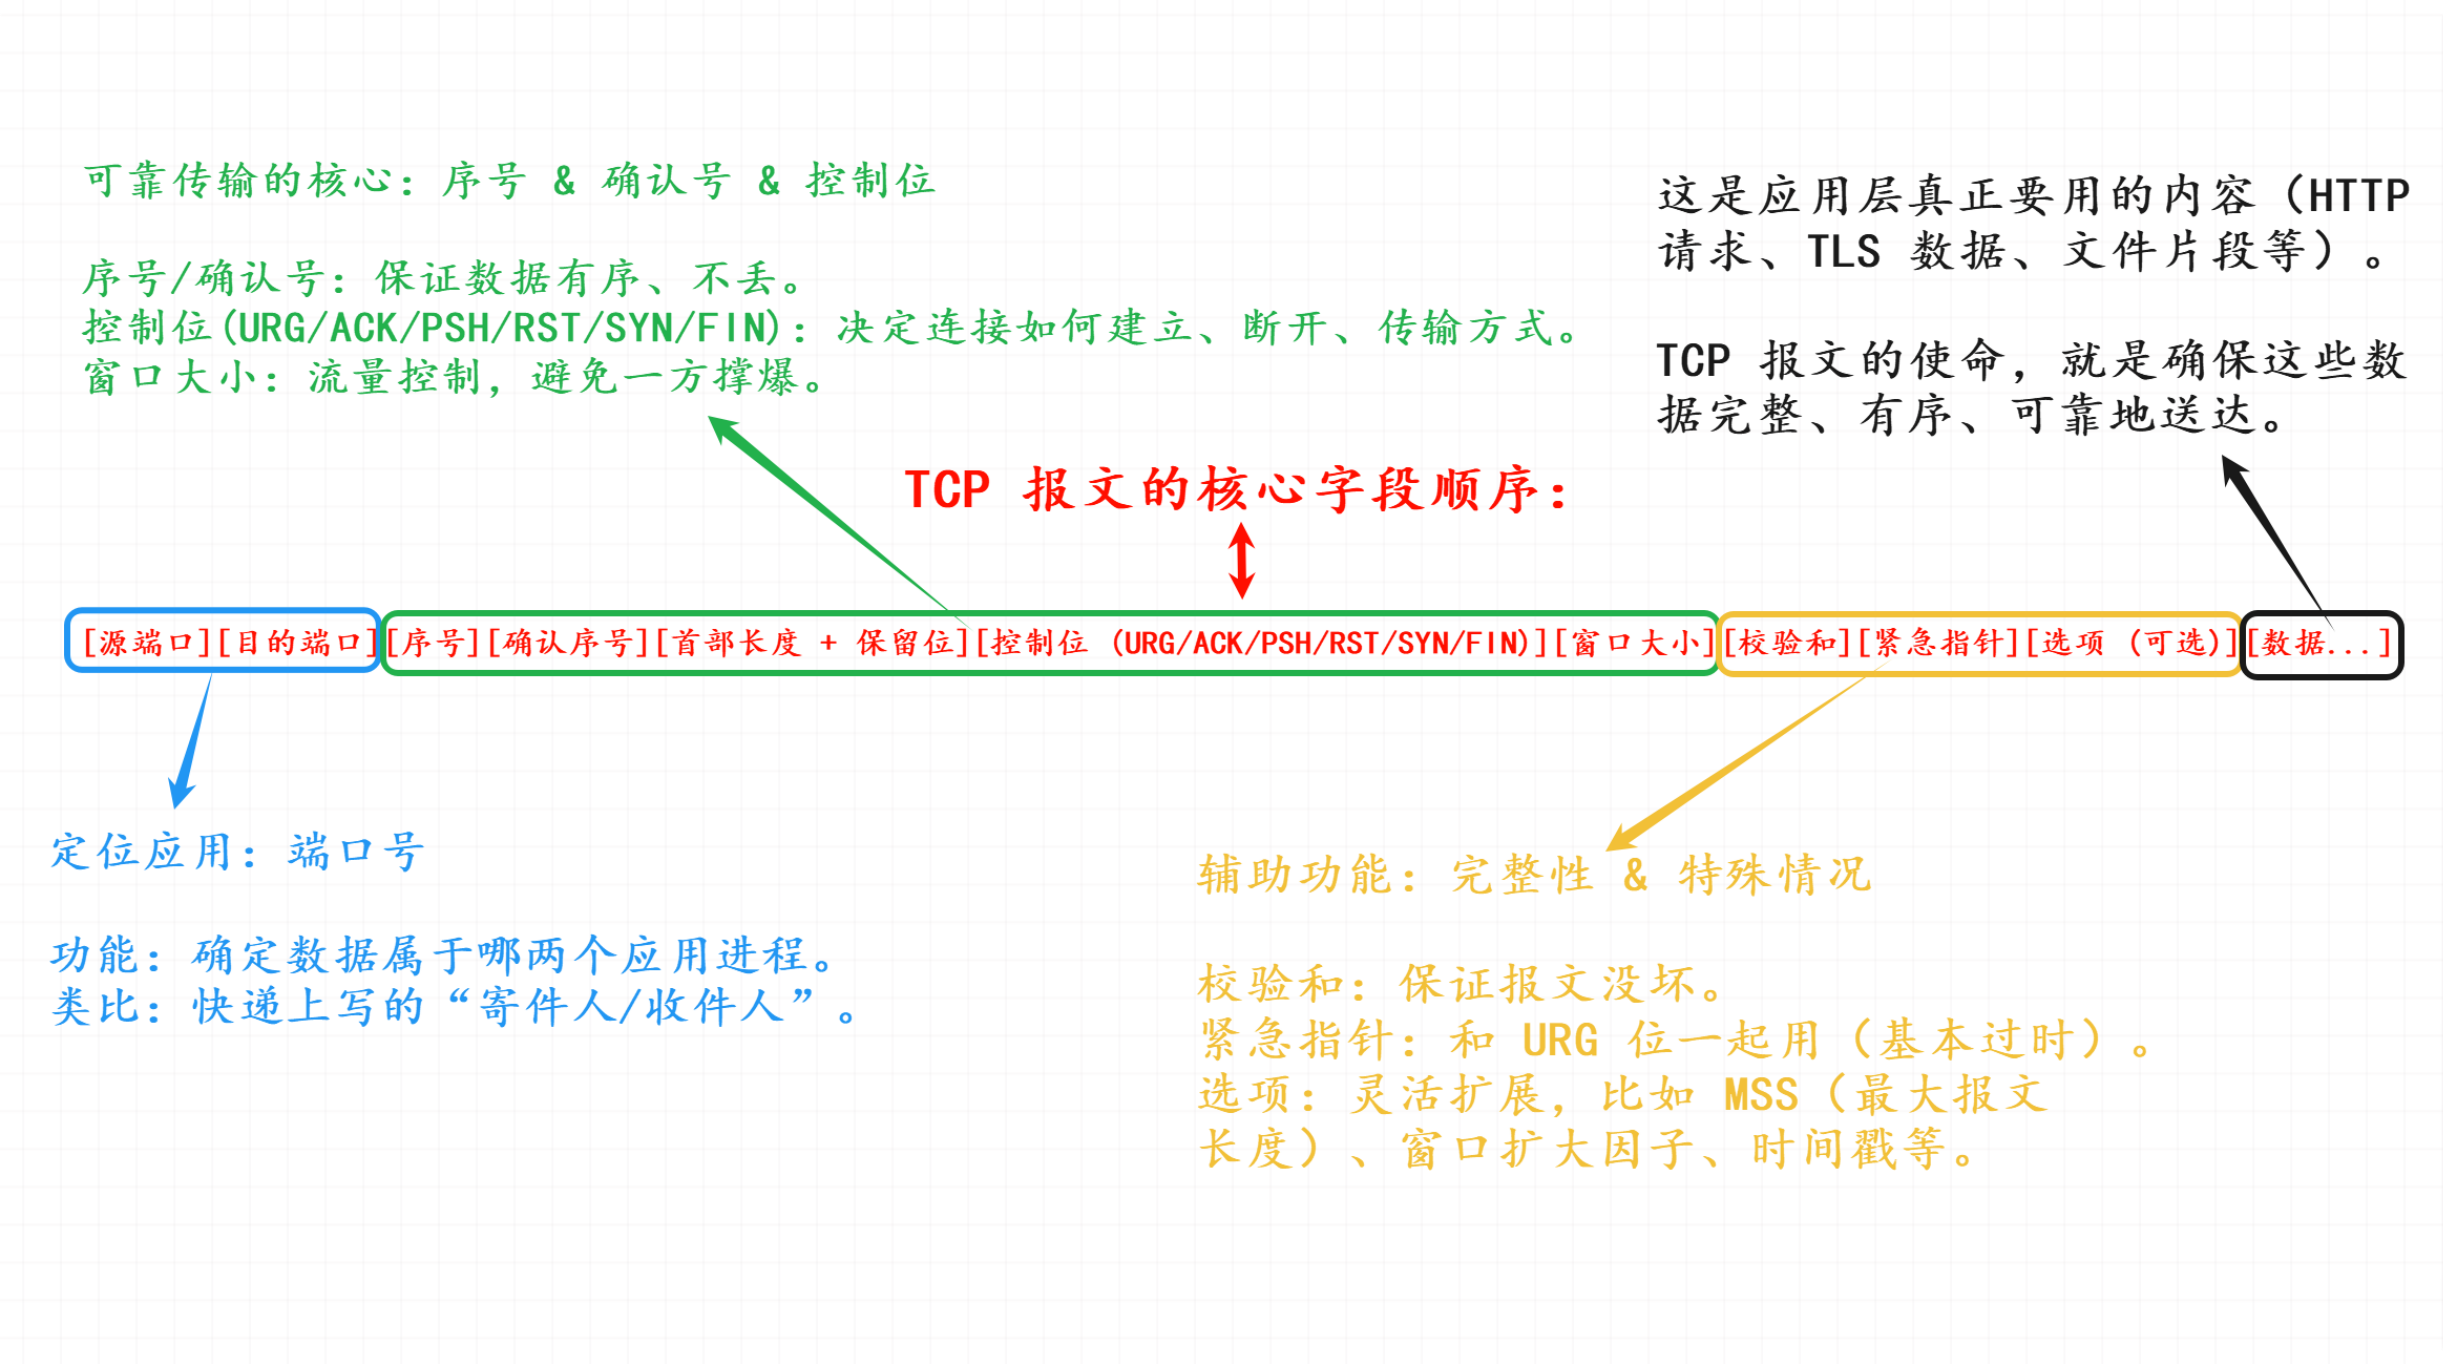 可靠传输的核心：序号 & 确认号 & 控制位
序号/确认号：保证数据有序、不丢。
控制位(URG/ACK/PSH/RST/SYN/FIN)：决定连接如何建立、断开、传输方式。
窗口大小：流量控制，避免一方撑爆。
这是应用层真正要用的内容（HTTP
请求、TLS 数据、文件片段等）。
TCP 报文的使命，就是确保这些数
据完整、有序、可靠地送达。
TCP 报文的核心字段顺序：
[源端口][目的端口][序号][确认序号][首部长度 + 保留位][控制位 (URG/ACK/PSH/RST/SYN/FIN)][窗口大小][校验和][紧急指针][选项 (可选)][数据...]
定位应用：端口号
功能：确定数据属于哪两个应用进程。
类比：快递上写的“寄件人/收件人”。
辅助功能：完整性 & 特殊情况
校验和：保证报文没坏。
紧急指针：和 URG 位一起用（基本过时）。
选项：灵活扩展，比如 MSS（最大报文
长度）、窗口扩大因子、时间戳等。